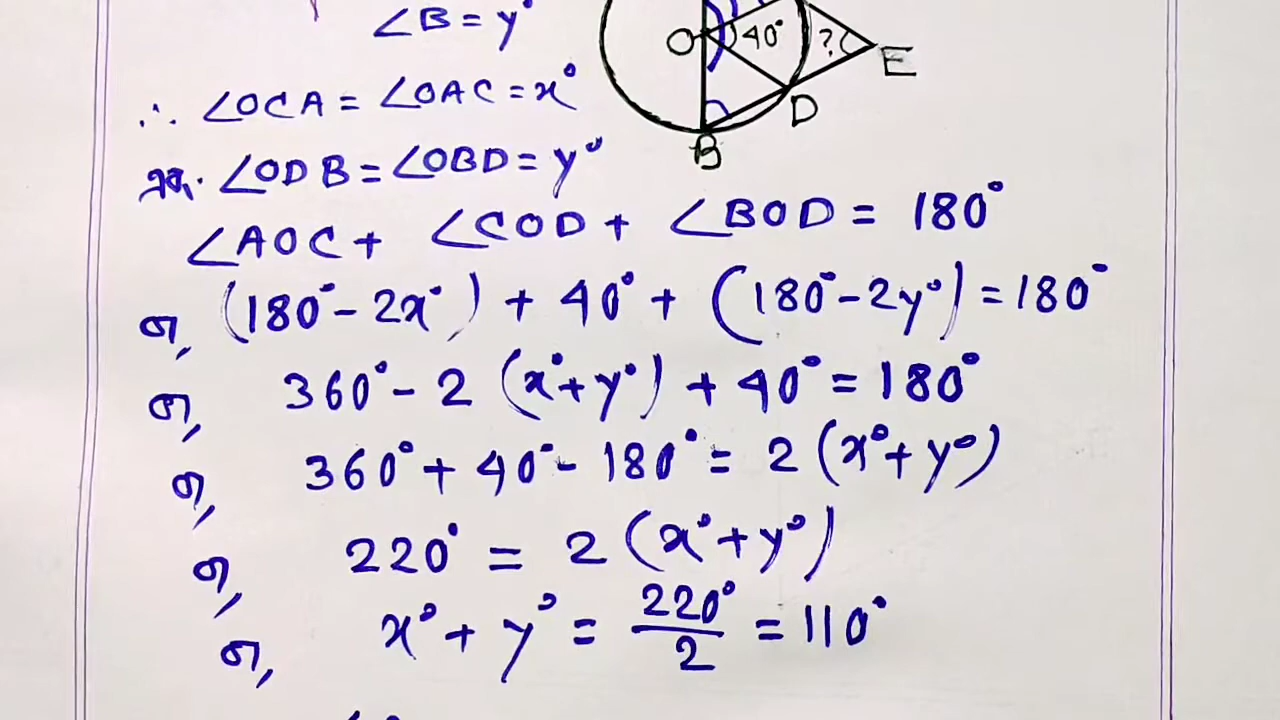 ∠B = y°
∴ ∠OCA = ∠OAC = x°
এবং ∠ODB = ∠OBD = y°
∠AOC + ∠COD + ∠BOD = 180°
বা, (180° - 2x°) + 40° + (180° - 2y°) = 180°
বা, 360° - 2 (x° + y°) + 40° = 180°
বা, 360° + 40° - 180° = 2 (x° + y°)
বা, 220° = 2 (x° + y°)
বা, x° + y° = 220°/2 = 110°
O
40°
?
E
D
B